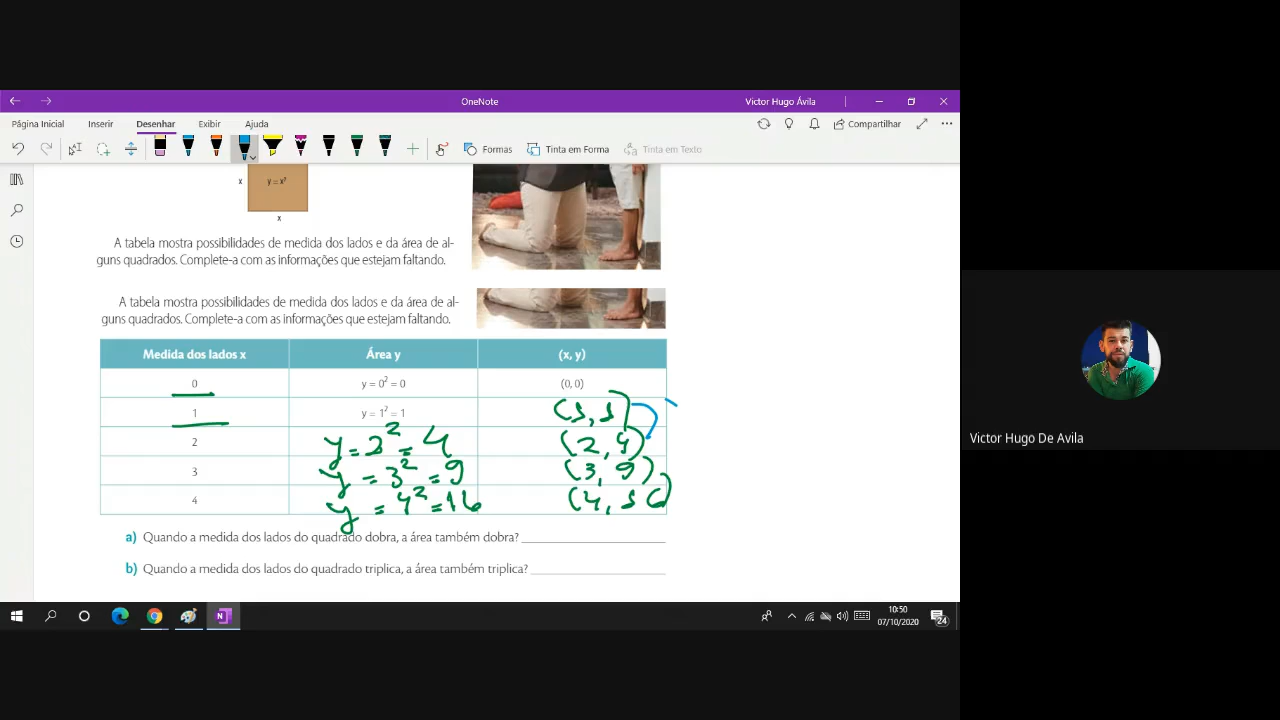 OneNote
Victor Hugo Ávila
Página Inicial Inserir Desenhar Exibir Ajuda
Compartilhar
Formas Tinta em Forma Tinta em Texto
x y = x²
x
A tabela mostra possibilidades de medida dos lados e da área de al-
guns quadrados. Complete-a com as informações que estejam faltando.
A tabela mostra possibilidades de medida dos lados e da área de al-
guns quadrados. Complete-a com as informações que estejam faltando.
Medida dos lados x Área y (x, y)
0 y = 0² = 0 (0, 0)
1 y = 1² = 1 (1, 1)
2 y = 2² = 4 (2, 4)
3 y = 3² = 9 (3, 9)
4 y = 4² = 16 (4, 16)
a) Quando a medida dos lados do quadrado dobra, a área também dobra?
b) Quando a medida dos lados do quadrado triplica, a área também triplica?
Victor Hugo De Avila
10:50
07/10/2020
24